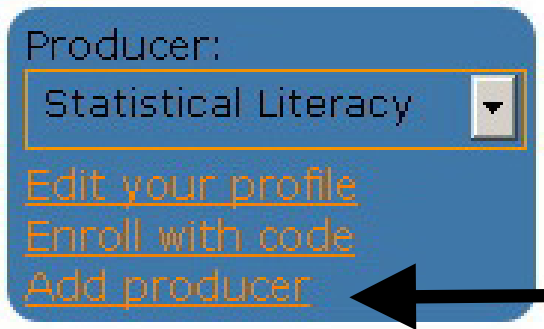 Producer:
Statistical Literacy
Edit your profile
Enroll with code
Add producer